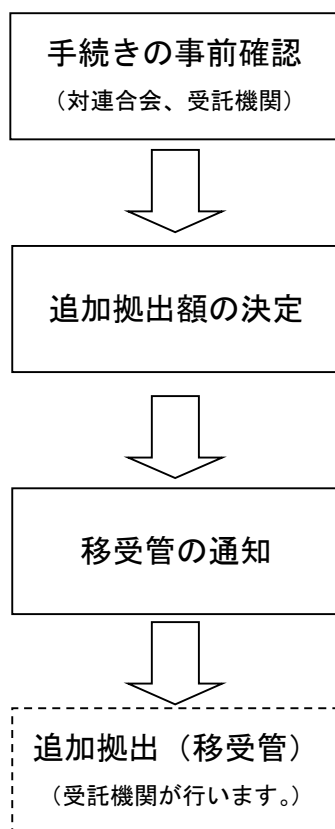 手続きの事前確認
（対連合会、受託機関）
追加拠出額の決定
移受管の通知
追加拠出（移受管）
（受託機関が行います。）